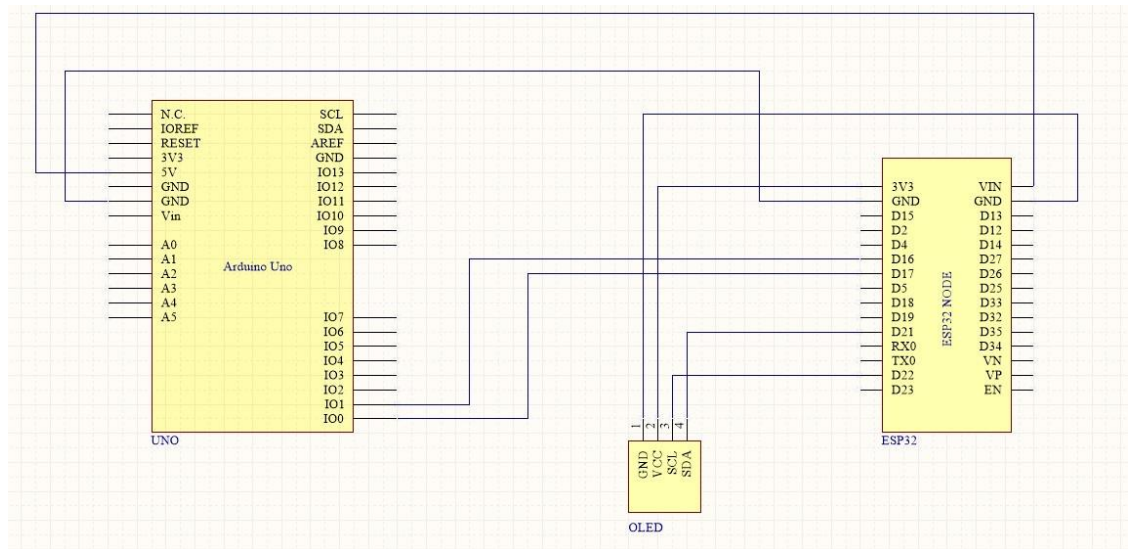 N.C.
IOREF
RESET
3V3
5V
GND
GND
Vin
A0
A1
A2
A3
A4
A5
SCL
SDA
AREF
GND
IO13
IO12
IO11
IO10
IO9
IO8
IO7
IO6
IO5
IO4
IO3
IO2
IO1
IO0
Arduino Uno
UNO
1
2
3
4
GND
VCC
SCL
SDA
OLED
3V3
GND
D15
D2
D4
D16
D17
D5
D18
D19
D21
RX0
TX0
D22
D23
ESP32 NODE
VIN
GND
D13
D12
D14
D27
D26
D25
D33
D32
D35
D34
VN
VP
EN
ESP32